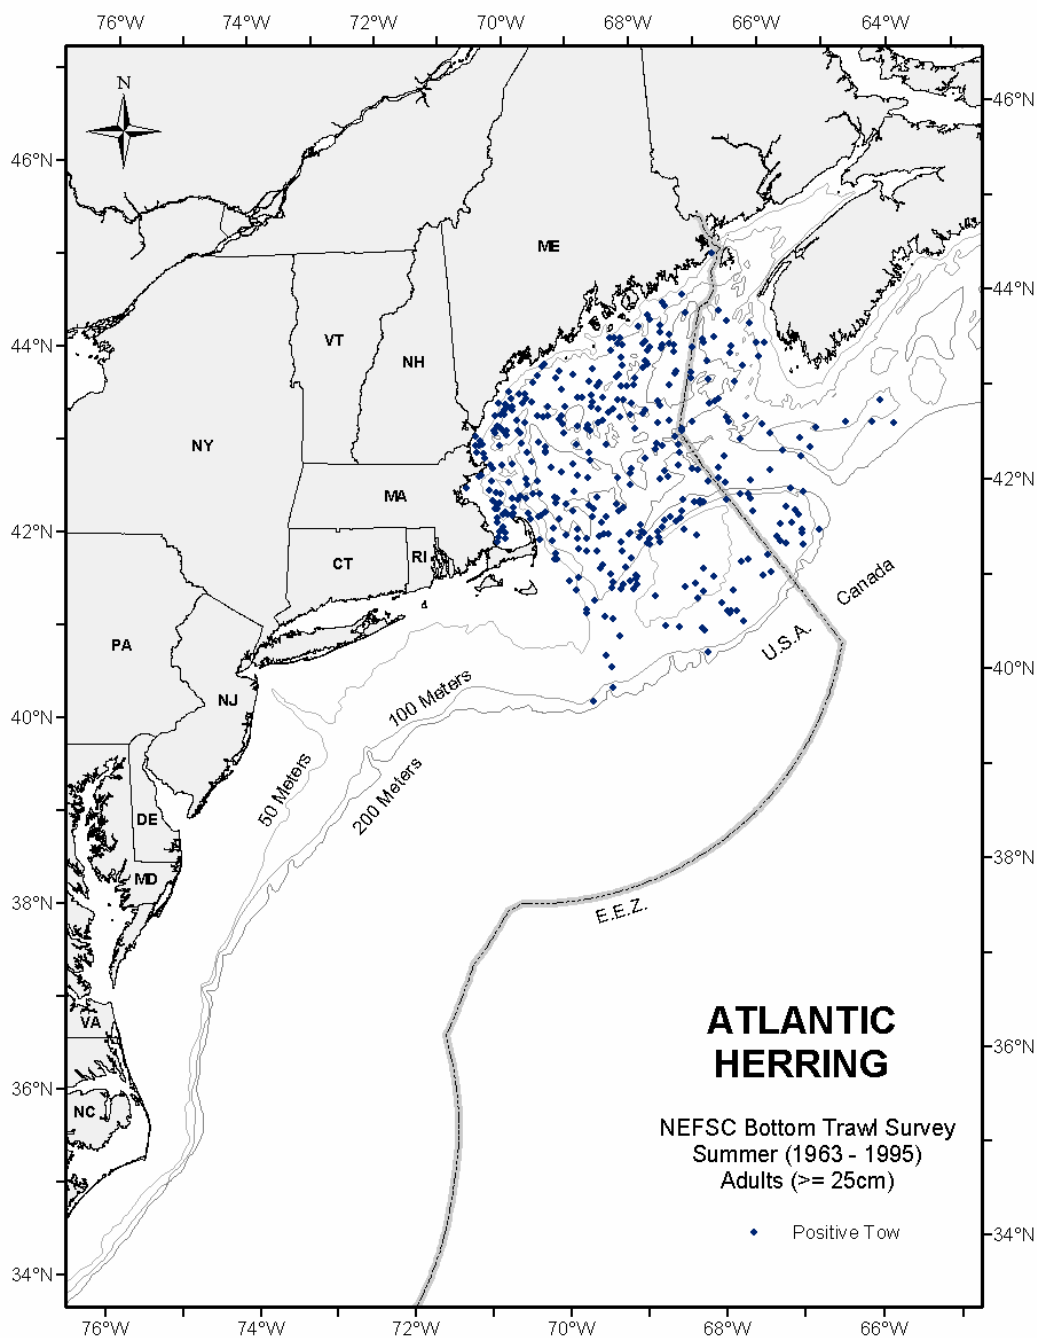 76°W 74°W 72°W 70°W 68°W 66°W 64°W
N
46°N
46°N
ME
44°N
44°N
VT
NH
NY
MA
42°N
42°N
CT
RI
Canada
U.S.A.
PA
40°N
NJ
100 Meters
40°N
50 Meters
200 Meters
DE
38°N
MD
38°N
E.E.Z.
VA
ATLANTIC
HERRING
36°N
36°N
NC
NEFSC Bottom Trawl Survey
Summer (1963 - 1995)
Adults (>= 25cm)
Positive Tow
34°N
34°N
76°W 74°W 72°W 70°W 68°W 66°W